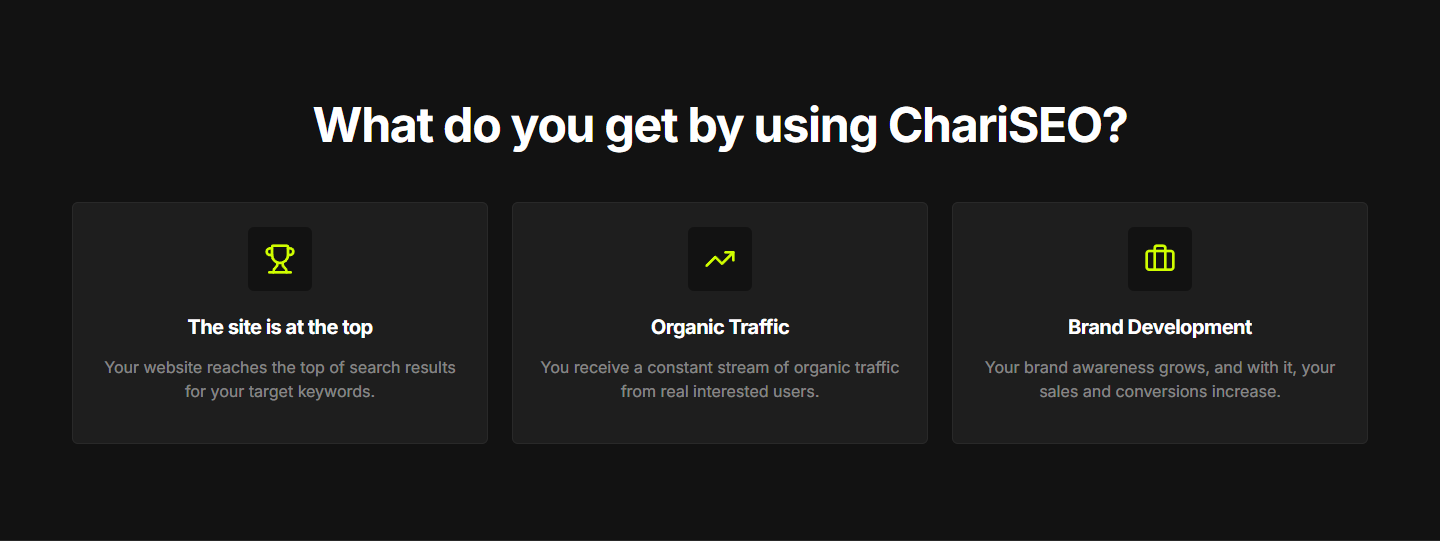 What do you get by using ChariSEO?
The site is at the top
Your website reaches the top of search results
for your target keywords.
Organic Traffic
You receive a constant stream of organic traffic
from real interested users.
Brand Development
Your brand awareness grows, and with it, your
sales and conversions increase.